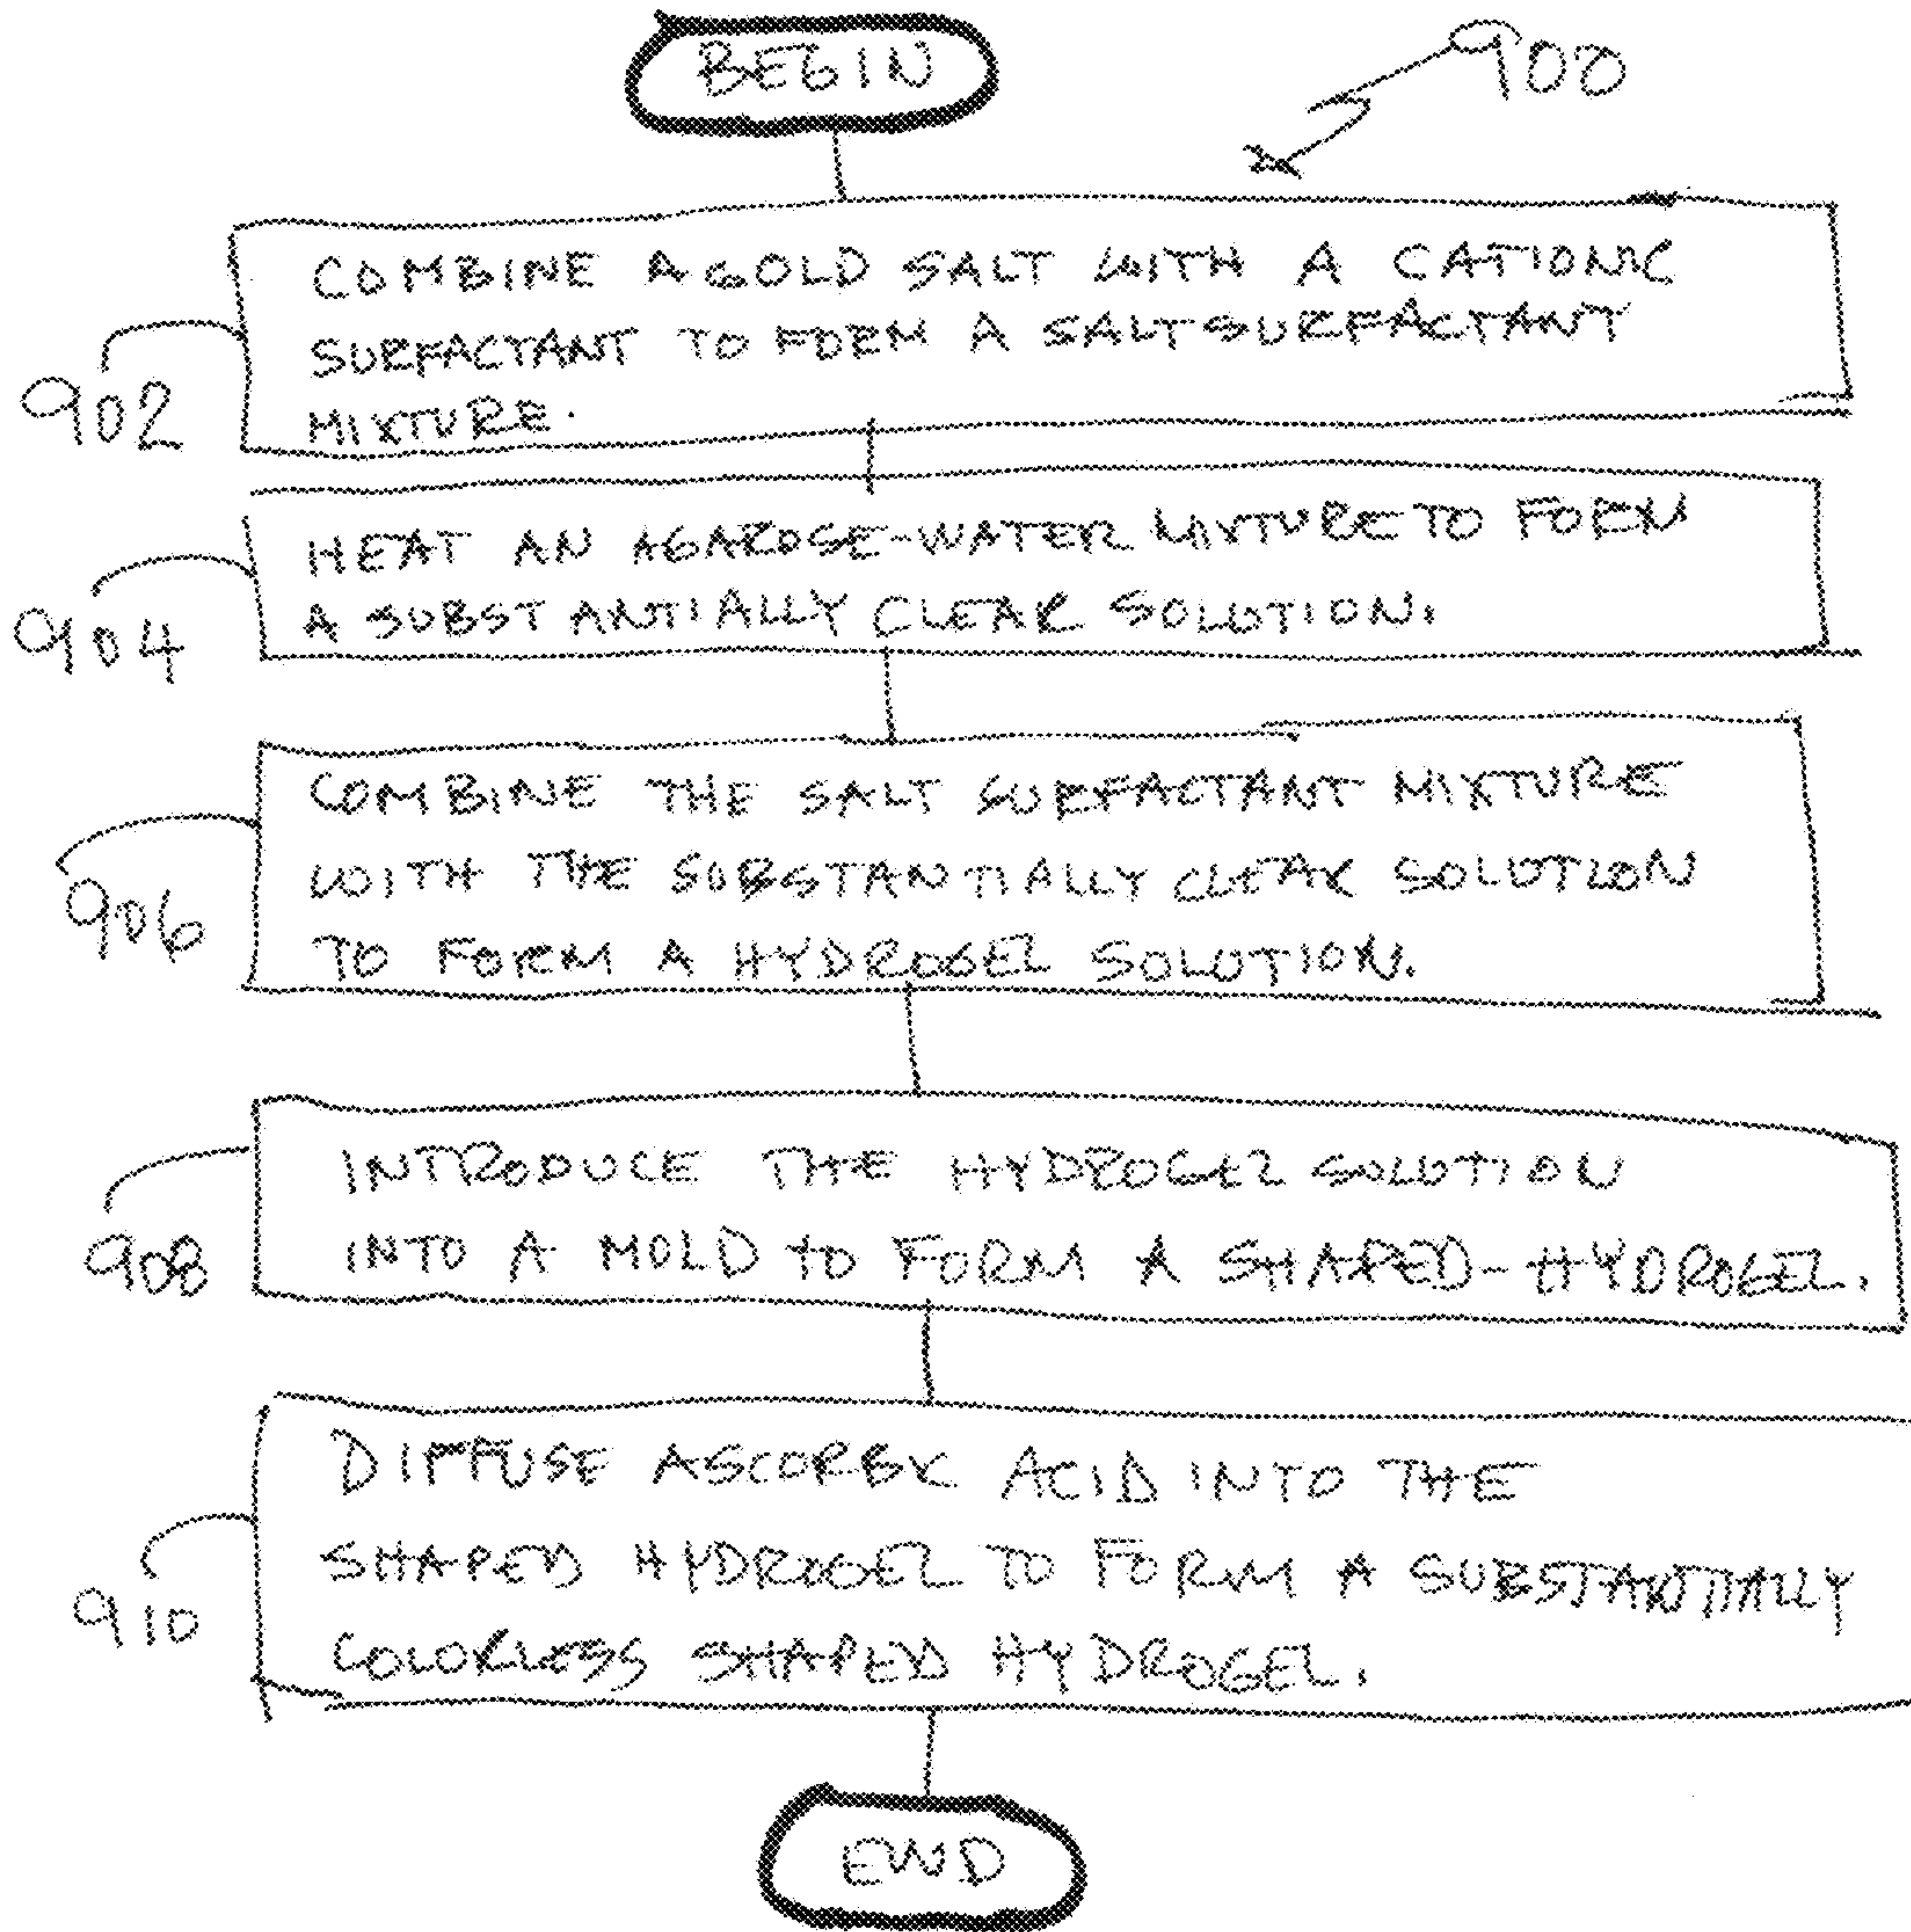 BEGIN
900
COMBINE A GOLD SALT WITH A CATIONIC
SURFACTANT TO FORM A SALT SURFACTANT
MIXTURE.
902
HEAT AN AGAROSE-WATER MIXTURE TO FORM
A SUBSTANTIALLY CLEAR SOLUTION.
904
COMBINE THE SALT SURFACTANT MIXTURE
WITH THE SUBSTANTIALLY CLEAR SOLUTION
TO FORM A HYDROGEL SOLUTION.
906
INTRODUCE THE HYDROGEL SOLUTION
INTO A MOLD TO FORM A SHAPED-HYDROGEL.
908
DIFFUSE ASCORBIC ACID INTO THE
SHAPED HYDROGEL TO FORM A SUBSTANTIALLY
COLORLESS SHAPED HYDROGEL.
910
END